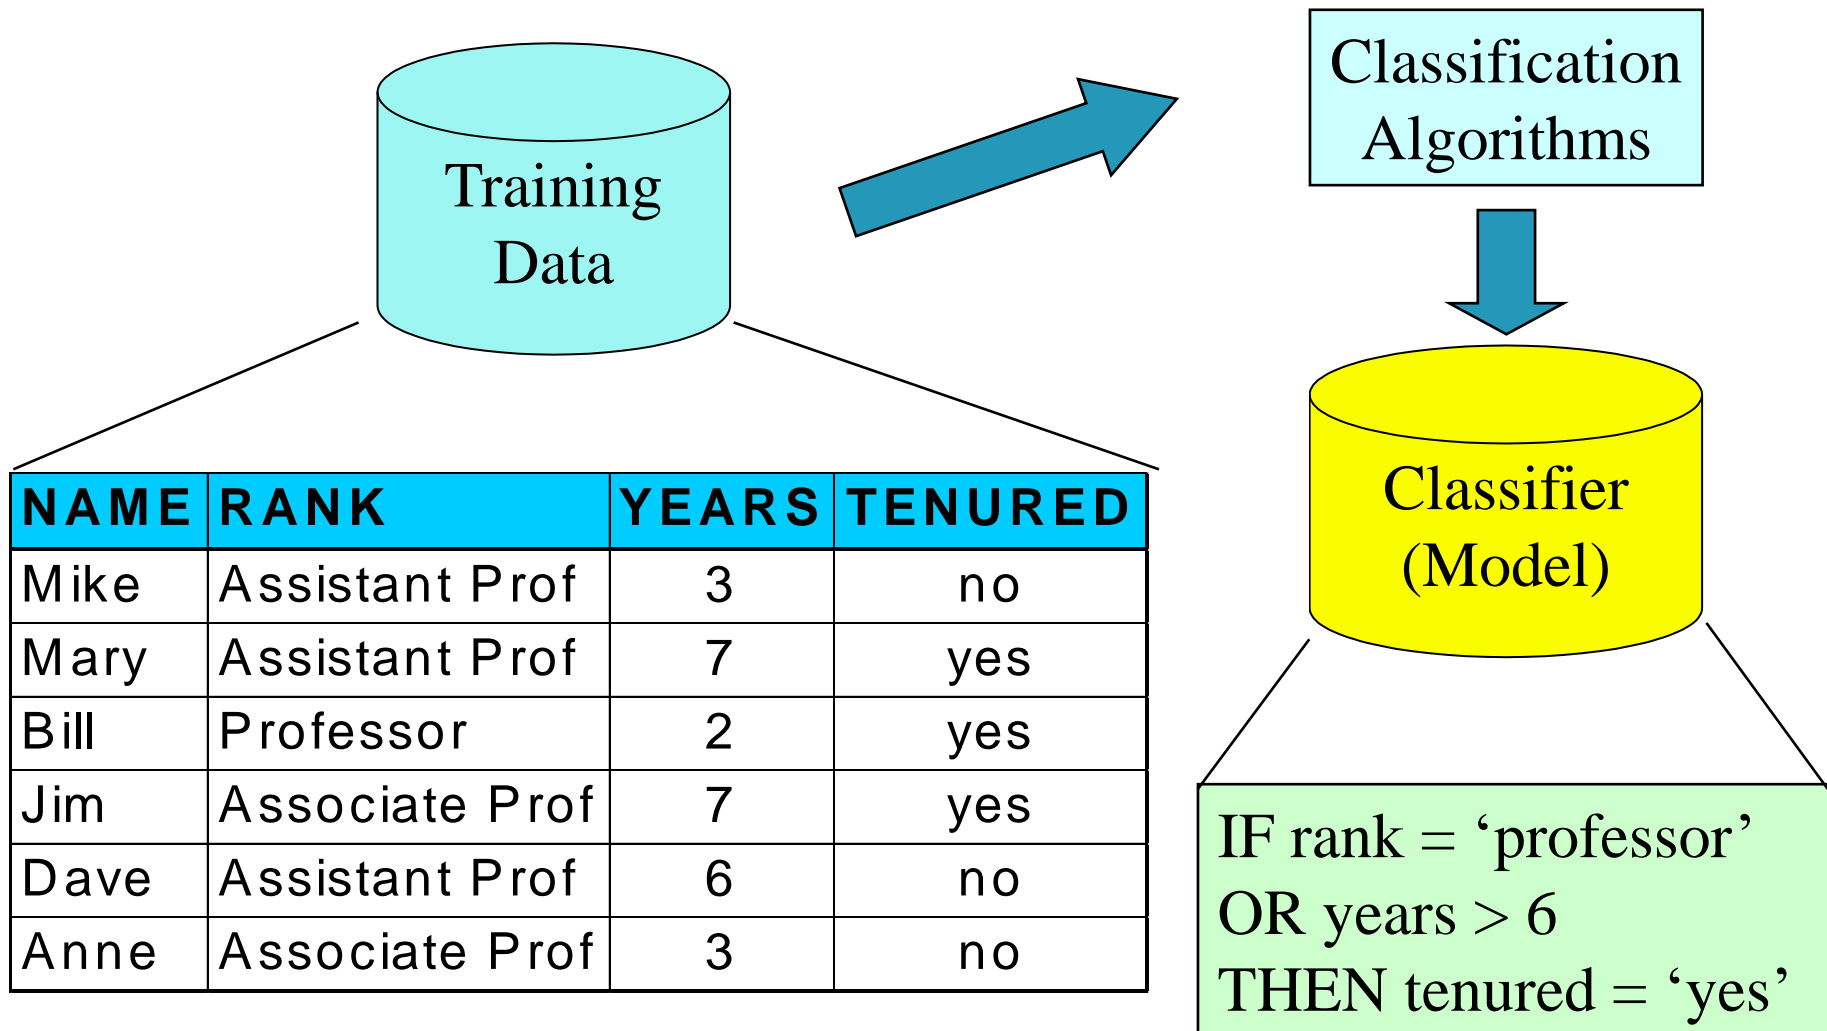 Training
Data
Classification
Algorithms
NAME RANK YEARS TENURED
Mike Assistant Prof 3 no
Mary Assistant Prof 7 yes
Bill Professor 2 yes
Jim Associate Prof 7 yes
Dave Assistant Prof 6 no
Anne Associate Prof 3 no
Classifier
(Model)
IF rank = ‘professor’
OR years > 6
THEN tenured = ‘yes’